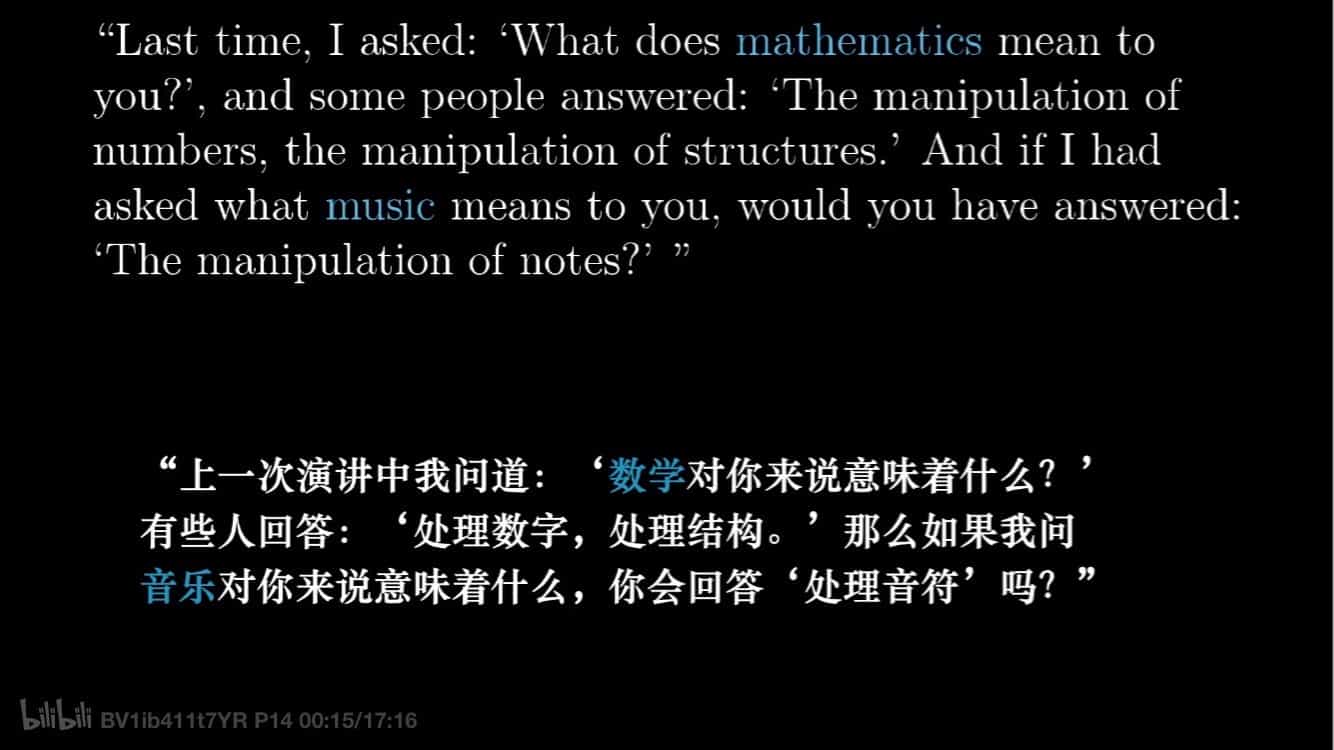 “Last time, I asked: ‘What does mathematics mean to
you?’, and some people answered: ‘The manipulation of
numbers, the manipulation of structures.’ And if I had
asked what music means to you, would you have answered:
‘The manipulation of notes?’ ”
“上一次演讲中我问道：‘数学对你来说意味着什么？’
有些人回答：‘处理数字，处理结构。’那么如果我问
音乐对你来说意味着什么，你会回答‘处理音符’吗？”
bilibili BV1ib411t7YR P14 00:15/17:16